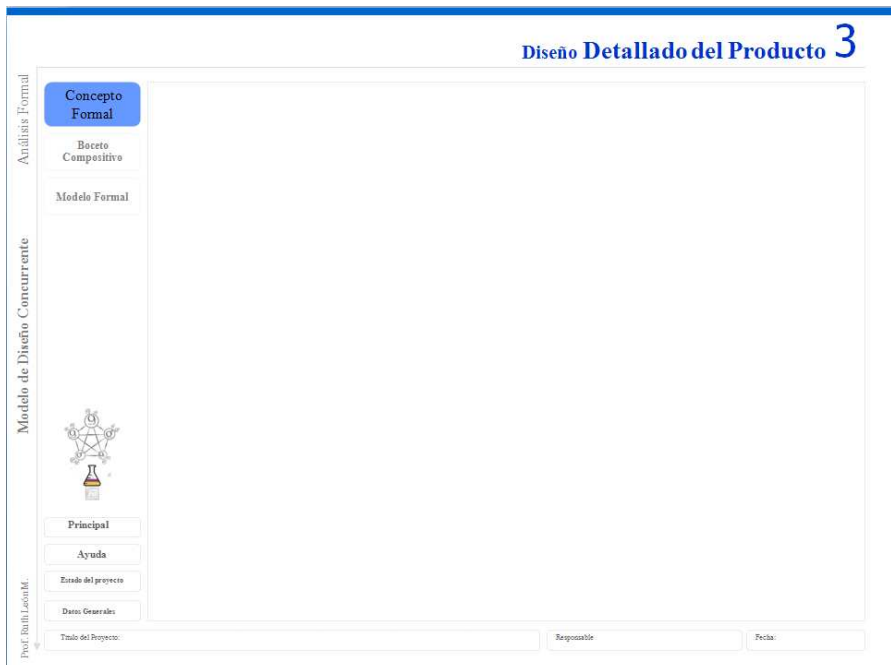 Diseño Detallado del Producto 3
Análisis Formal
Concepto
Formal
Boceto
Compositivo
Modelo Formal
Modelo de Diseño Concurrente
Principal
Ayuda
Estado del proyecto
Datos Generales
Prof. Ruth León M.
Titulo del Proyecto:
Responsable
Fecha: